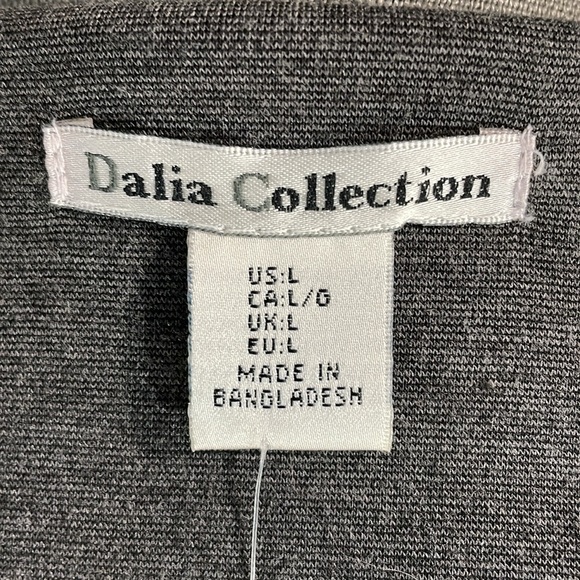 Dalia Collection
US:L
CA:L/G
UK:L
EU:L
MADE IN
BANGLADESH